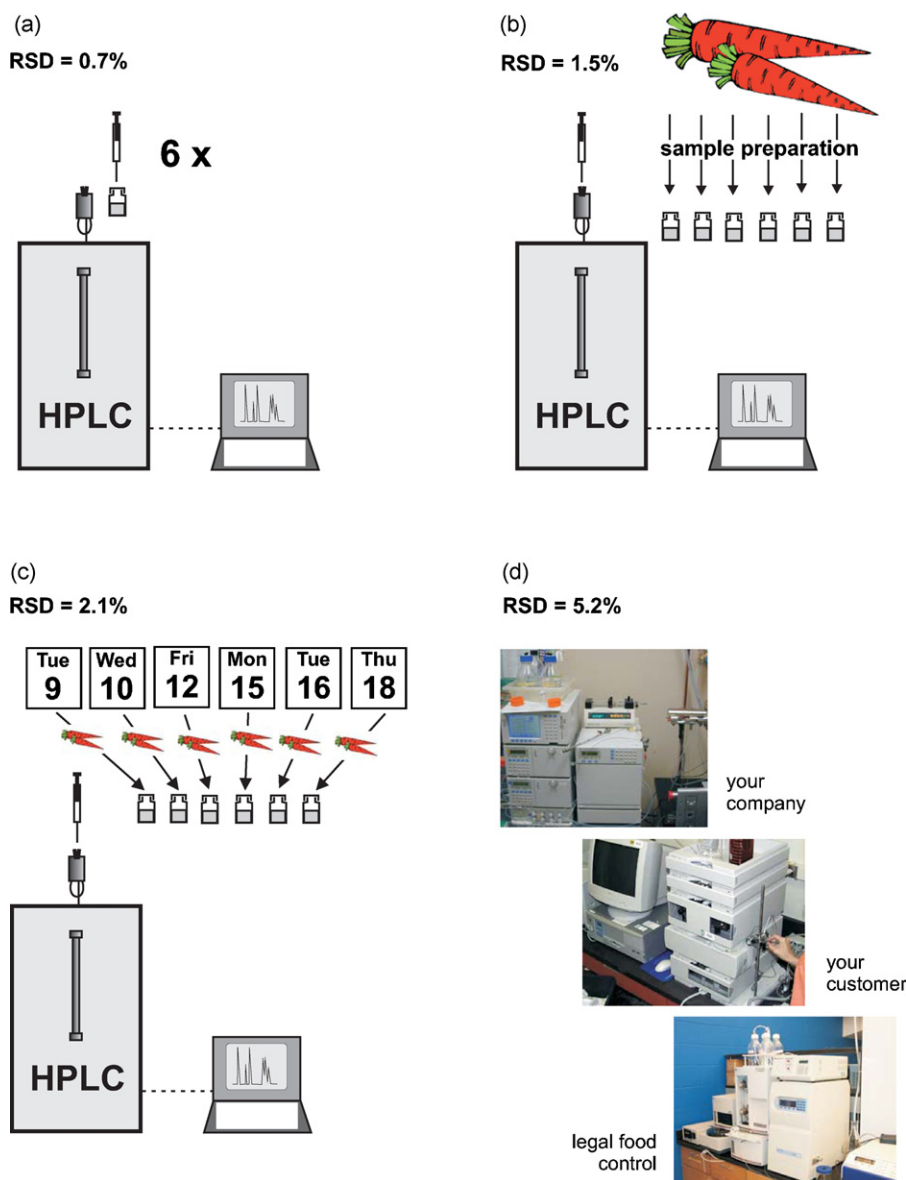 (a)
RSD = 0.7%
6 x
HPLC
(b)
RSD = 1.5%
sample preparation
HPLC
(c)
RSD = 2.1%
Tue Wed Fri Mon Tue Thu
9 10 12 15 16 18
HPLC
(d)
RSD = 5.2%
your
company
your
customer
legal food
control